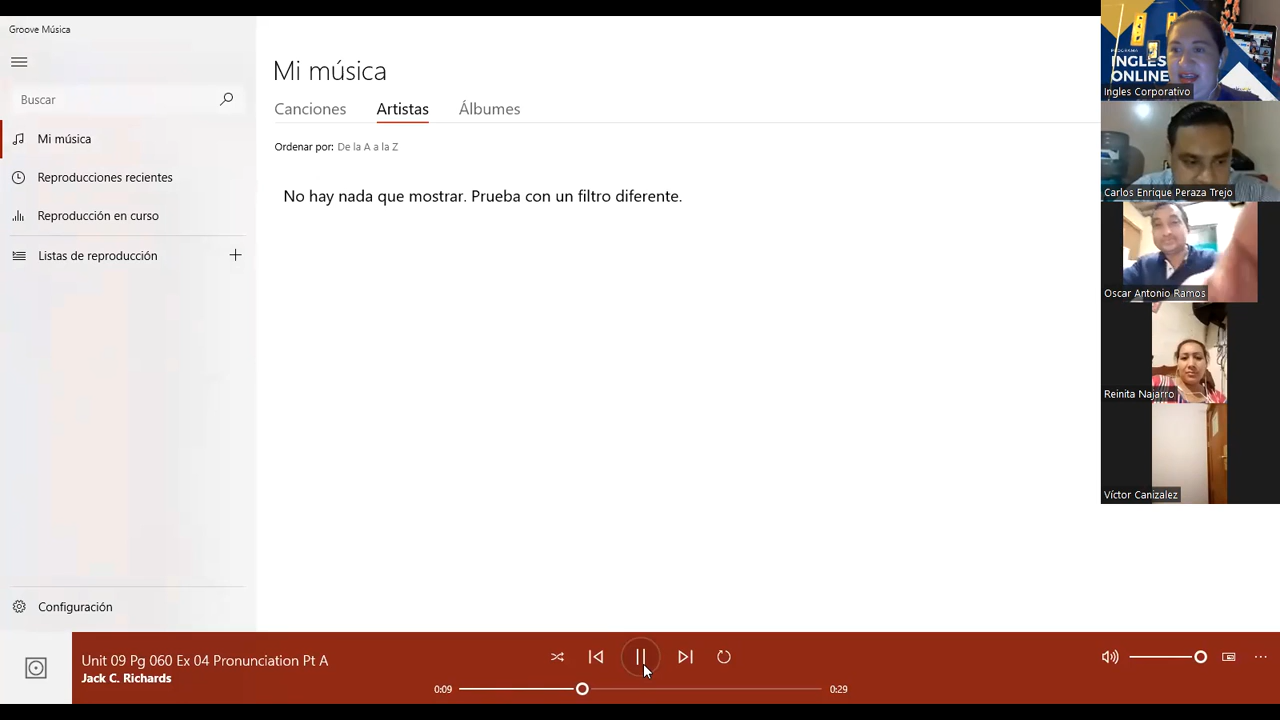 Groove Música
Buscar
Mi música
Reproducciones recientes
Reproducción en curso
Listas de reproducción
Configuración
Mi música
Canciones Artistas Álbumes
Ordenar por: De la A a la Z
No hay nada que mostrar. Prueba con un filtro diferente.
Unit 09 Pg 060 Ex 04 Pronunciation Pt A
Jack C. Richards
0:09
0:29
PROGRAMA
INGLES
ONLINE
Ingles Corporativo
Carlos Enrique Peraza Trejo
Oscar Antonio Ramos
Reinita Najarro
Víctor Canizalez